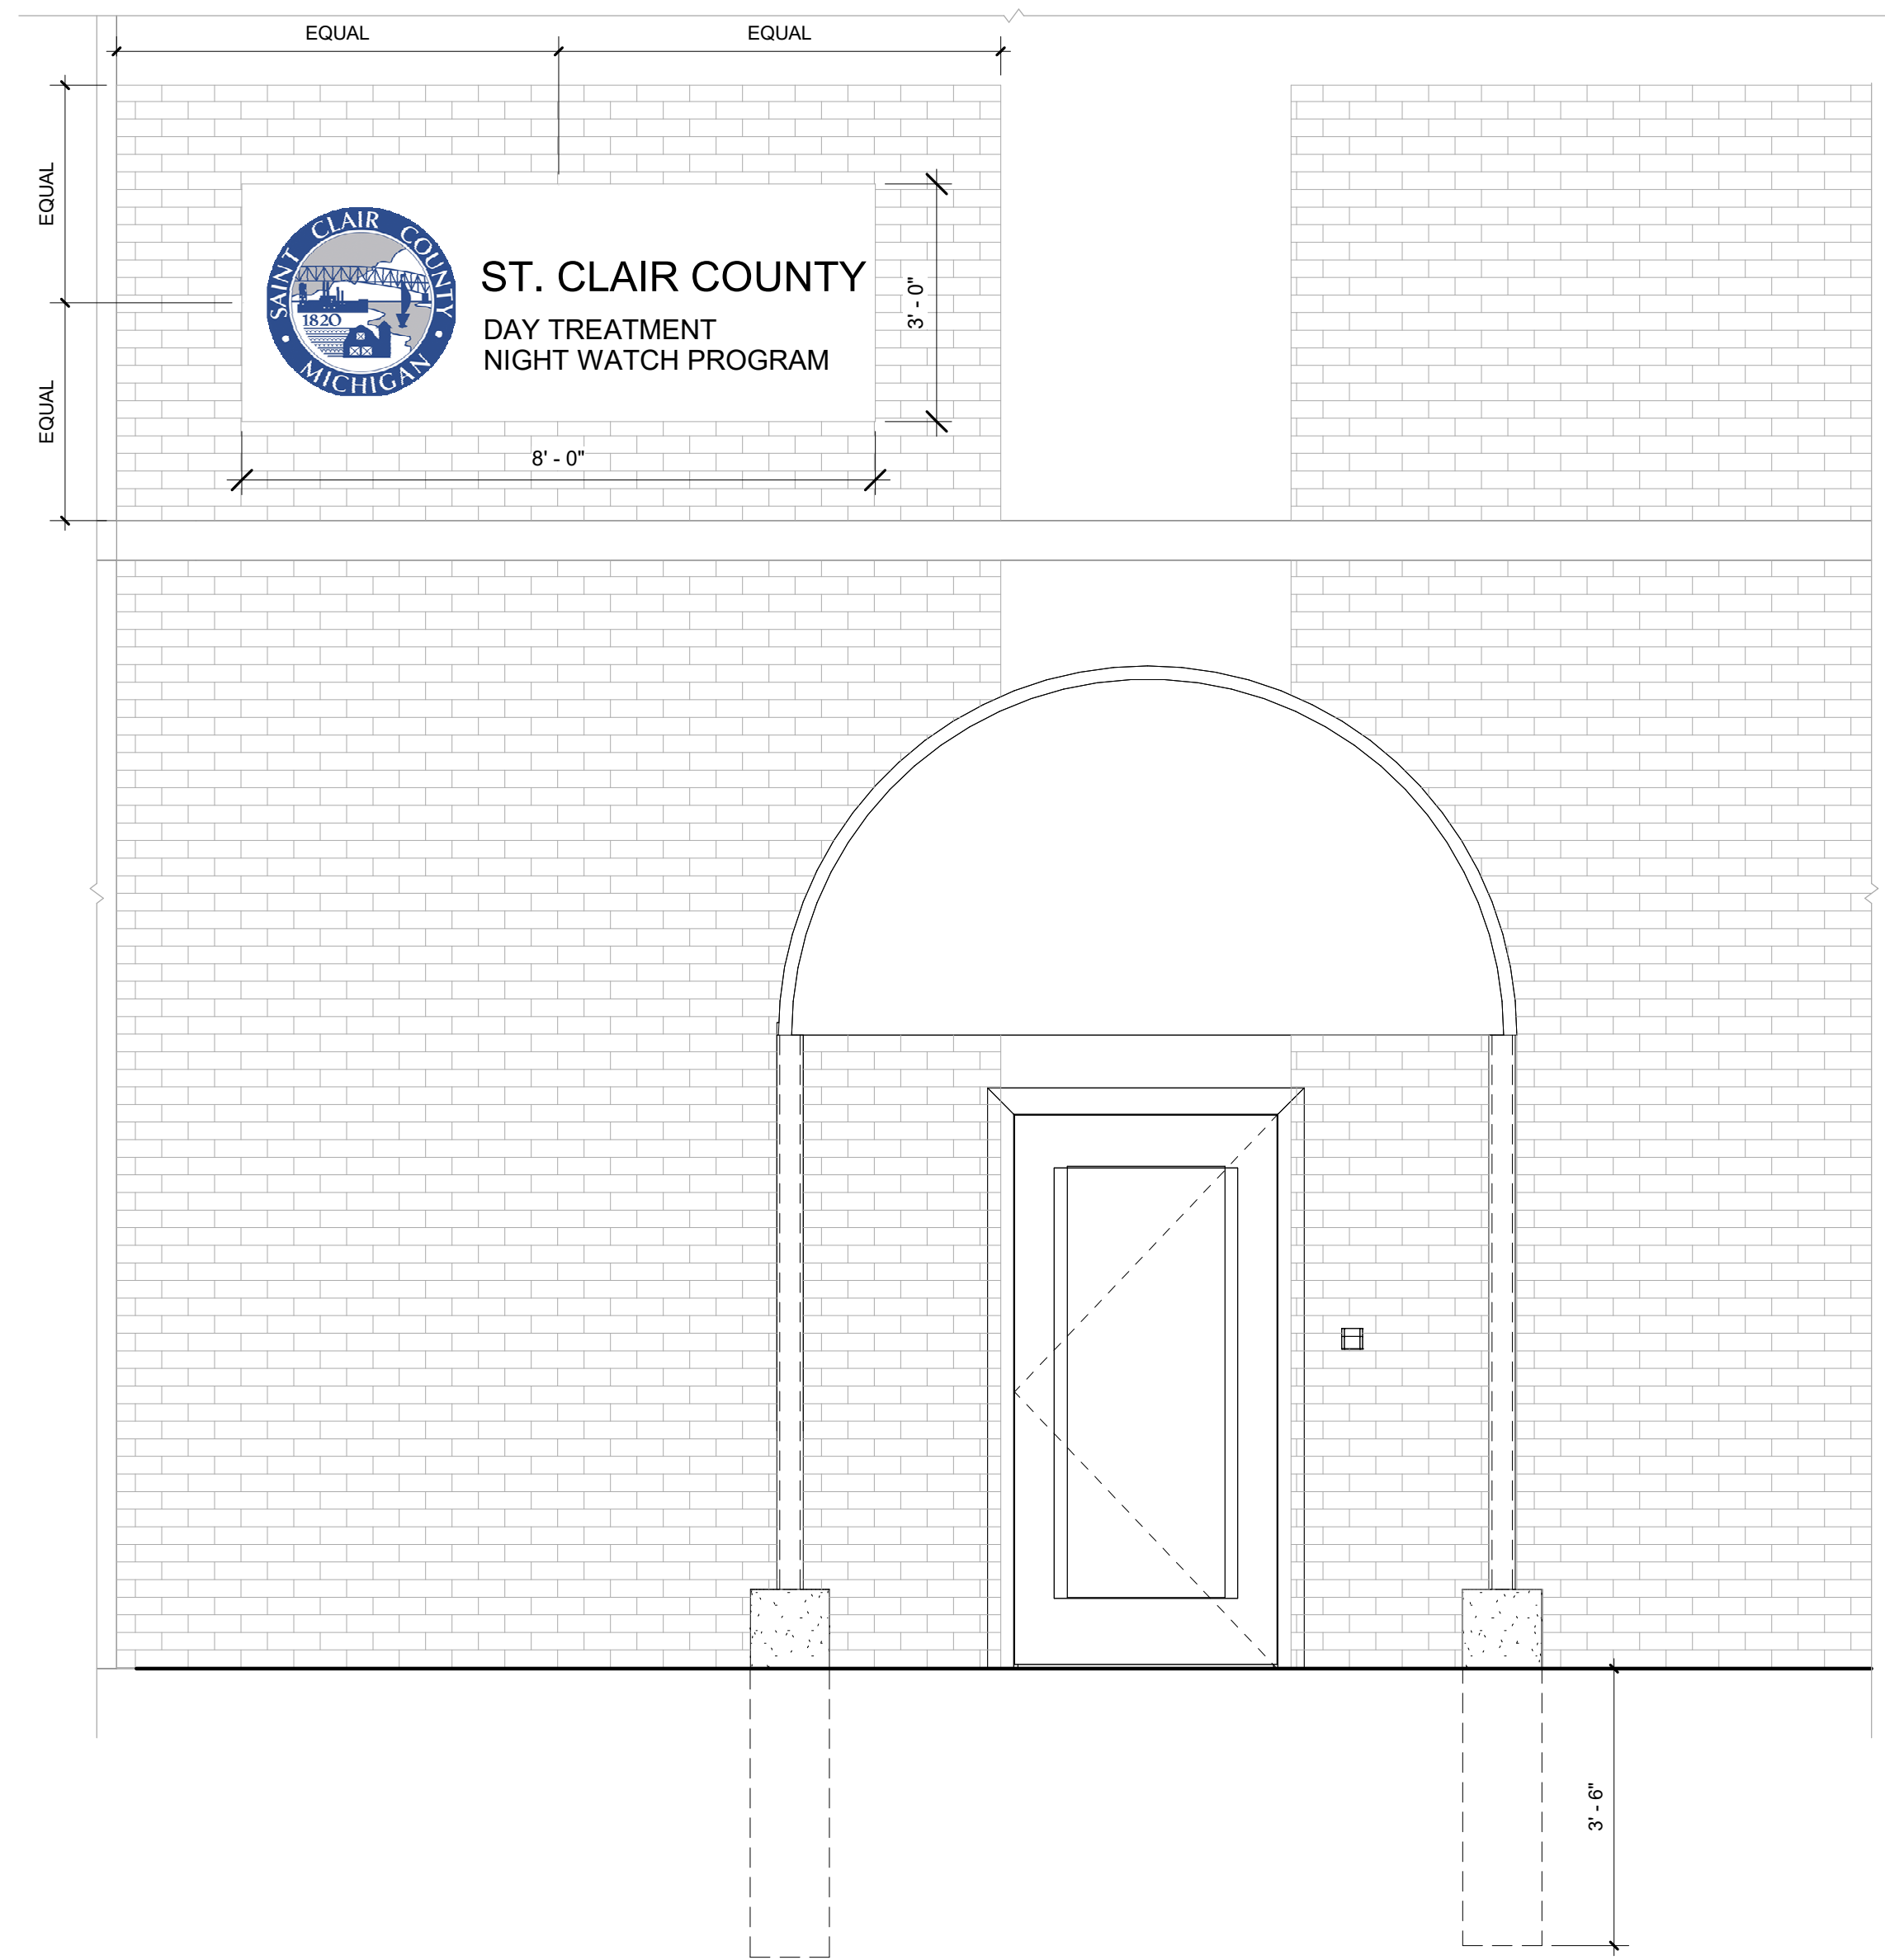 EQUAL
EQUAL
EQUAL
EQUAL
SAINT CLAIR COUNTY
1820
MICHIGAN
ST. CLAIR COUNTY
DAY TREATMENT
NIGHT WATCH PROGRAM
3' - 0"
8' - 0"
3' - 6"